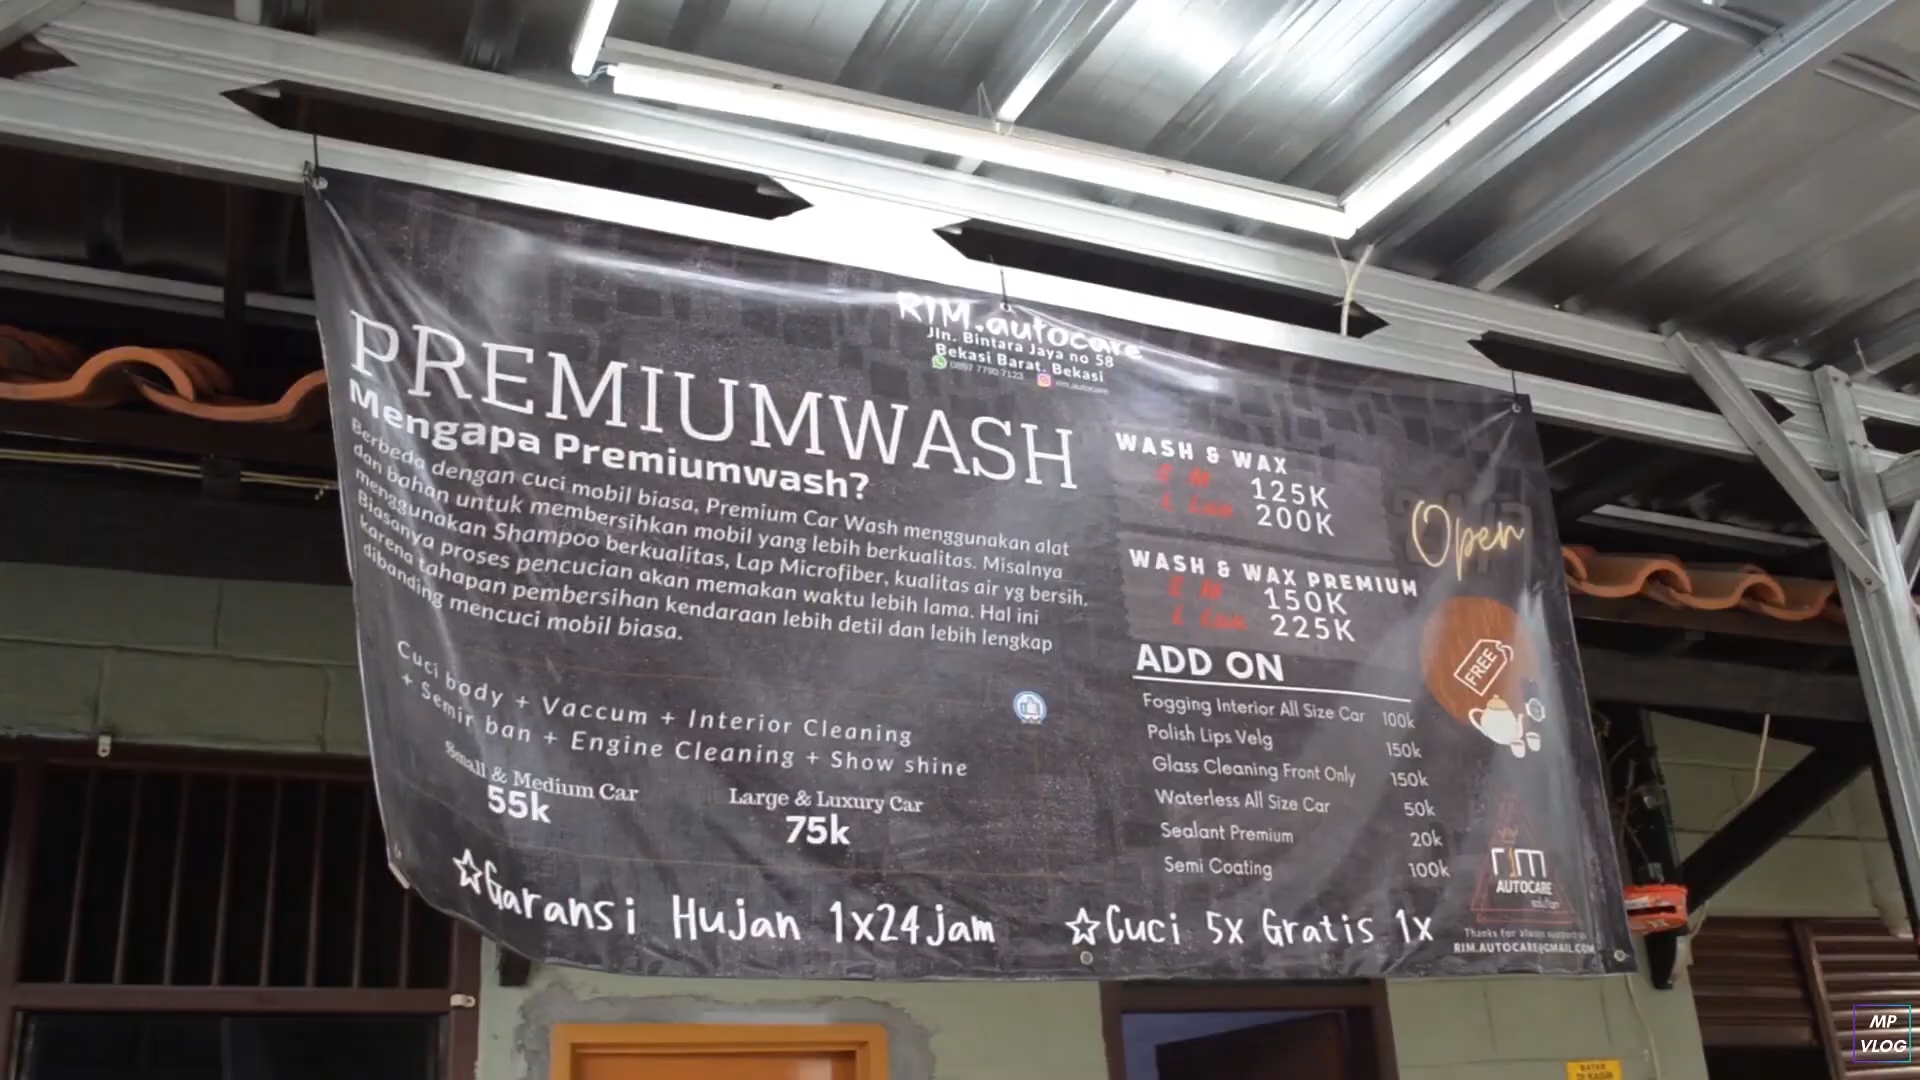 RIM.autocare
Jln. Bintara Jaya no 58
Bekasi Barat. Bekasi
0897 7790 7123 rim.autocare
PREMIUMWASH
Mengapa Premiumwash?
Berbeda dengan cuci mobil biasa, Premium Car Wash menggunakan alat
dan bahan untuk membersihkan mobil yang lebih berkualitas. Misalnya
menggunakan Shampoo berkualitas, Lap Microfiber, kualitas air yg bersih.
Biasanya proses pencucian akan memakan waktu lebih lama. Hal ini
karena tahapan pembersihan kendaraan lebih detil dan lebih lengkap
dibanding mencuci mobil biasa.
Cuci body + Vaccum + Interior Cleaning
+ Semir ban + Engine Cleaning + Show shine
Small & Medium Car
55k
Large & Luxury Car
75k
☆Garansi Hujan 1x24jam
☆Cuci 5x Gratis 1x
WASH & WAX
125K
200K
WASH & WAX PREMIUM
150K
225K
Open
ADD ON
Fogging Interior All Size Car 100k
Polish Lips Velg 150k
Glass Cleaning Front Only 150k
Waterless All Size Car 50k
Sealant Premium 20k
Semi Coating 100k
FREE
rim
AUTOCARE
solution
Thanks for always support us
RIM.AUTOCARE@GMAIL.COM
MP
VLOG